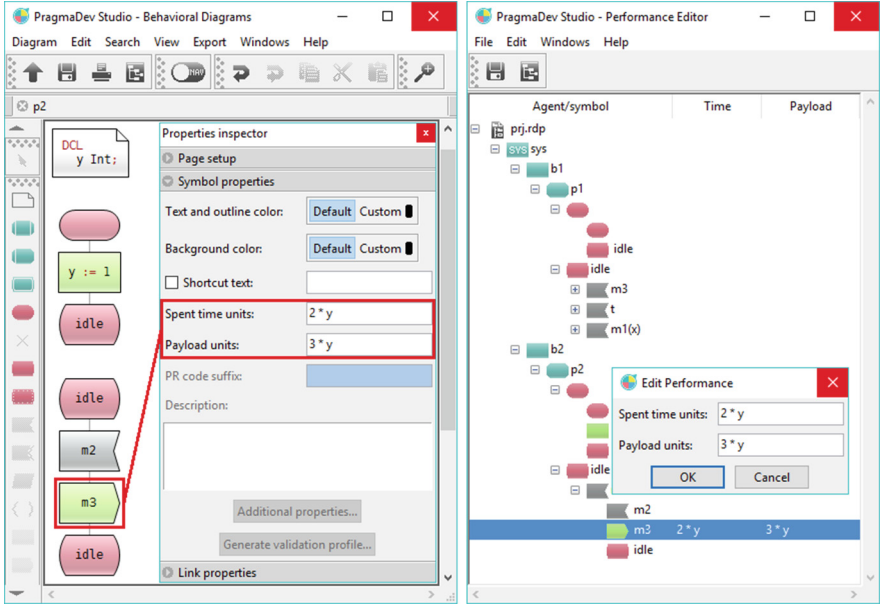 PragmaDev Studio - Behavioral Diagrams
Diagram Edit Search View Export Windows Help
MAV
p2
DCL
y Int;
y := 1
idle
idle
m2
m3
idle
Properties inspector
Page setup
Symbol properties
Text and outline color: Default Custom
Background color: Default Custom
Shortcut text:
Spent time units: 2 * y
Payload units: 3 * y
PR code suffix:
Description:
Additional properties...
Generate validation profile...
Link properties
PragmaDev Studio - Performance Editor
File Edit Windows Help
Agent/symbol Time Payload
prj.rdp
SYS sys
b1
p1
idle
idle
m3
t
m1(x)
b2
p2
idle
m2
m3 2 * y 3 * y
idle
Edit Performance
Spent time units: 2 * y
Payload units: 3 * y
OK Cancel